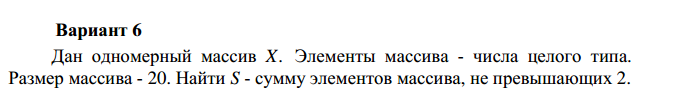 Вариант 6
Дан одномерный массив X. Элементы массива - числа целого типа.
Размер массива - 20. Найти S - сумму элементов массива, не превышающих 2.